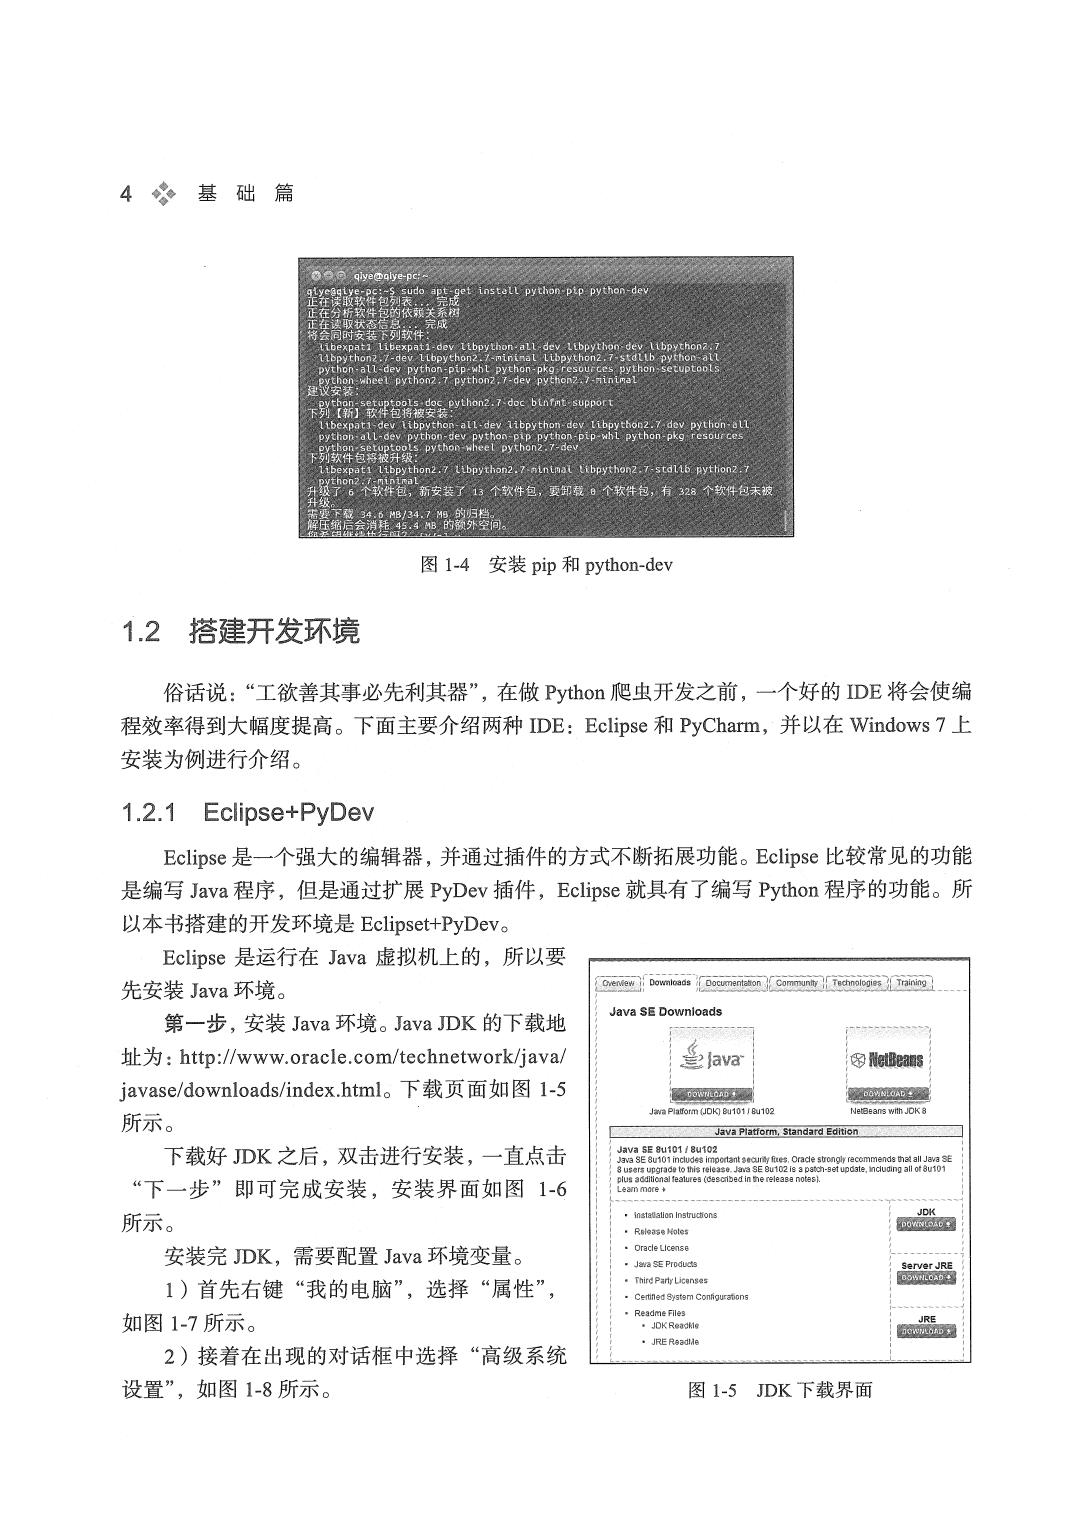 4 基 础 篇
qiye@qiye-pc: ~
qiye@qiye-pc:~$ sudo apt-get install python-pip python-dev
正在读取软件包列表... 完成
正在分析软件包的依赖关系树
正在读取状态信息... 完成
将会同时安装下列软件：
libexpat1 libexpat1-dev libpython-all-dev libpython-dev libpython2.7
libpython2.7-dev libpython2.7-minimal libpython2.7-stdlib python-all
python-all-dev python-pip-whl python-pkg-resources python-setuptools
python-wheel python2.7 python2.7-dev python2.7-minimal
建议安装：
python-setuptools-doc python2.7-doc binfmt-support
下列【新】软件包将被安装：
libexpat1-dev libpython-all-dev libpython-dev libpython2.7-dev python-all
python-all-dev python-dev python-pip python-pip-whl python-pkg-resources
python-setuptools python-wheel python2.7-dev
下列软件包将被升级：
libexpat1 libpython2.7 libpython2.7-minimal libpython2.7-stdlib python2.7
python2.7-minimal
升级了 6 个软件包，新安装了 13 个软件包，要卸载 0 个软件包，有 328 个软件包未被
升级。
需要下载 34.6 MB/34.7 MB 的归档。
解压缩后会消耗 45.4 MB 的额外空间。
图 1-4 安装 pip 和 python-dev
1.2 搭建开发环境
俗话说：“工欲善其事必先利其器”，在做 Python 爬虫开发之前，一个好的 IDE 将会使编
程效率得到大幅度提高。下面主要介绍两种 IDE：Eclipse 和 PyCharm，并以在 Windows 7 上
安装为例进行介绍。
1.2.1 Eclipse+PyDev
Eclipse 是一个强大的编辑器，并通过插件的方式不断拓展功能。Eclipse 比较常见的功能
是编写 Java 程序，但是通过扩展 PyDev 插件，Eclipse 就具有了编写 Python 程序的功能。所
以本书搭建的开发环境是 Eclipset+PyDev。
Eclipse 是运行在 Java 虚拟机上的，所以要
先安装 Java 环境。
第一步，安装 Java 环境。Java JDK 的下载地
址为：http://www.oracle.com/technetwork/java/
javase/downloads/index.html。下载页面如图 1-5
所示。
下载好 JDK 之后，双击进行安装，一直点击
“下一步”即可完成安装，安装界面如图 1-6
所示。
安装完 JDK，需要配置 Java 环境变量。
1）首先右键“我的电脑”，选择“属性”，
如图 1-7 所示。
2）接着在出现的对话框中选择“高级系统
设置”，如图 1-8 所示。
Overview Downloads Documentation Community Technologies Training
Java SE Downloads
Java NetBeans
DOWNLOAD DOWNLOAD
Java Platform (JDK) 8u101 / 8u102 NetBeans with JDK 8
Java Platform, Standard Edition
Java SE 8u101 / 8u102
Java SE 8u101 includes important security fixes. Oracle strongly recommends that all Java SE
8 users upgrade to this release. Java SE 8u102 is a patch-set update, including all of 8u101
plus additional features (described in the release notes).
Learn more
• Installation Instructions
• Release Notes
• Oracle License
• Java SE Products
• Third Party Licenses
• Certified System Configurations
• Readme Files
• JDK ReadMe
• JRE ReadMe
JDK
DOWNLOAD
Server JRE
DOWNLOAD
JRE
DOWNLOAD
图 1-5 JDK 下载界面